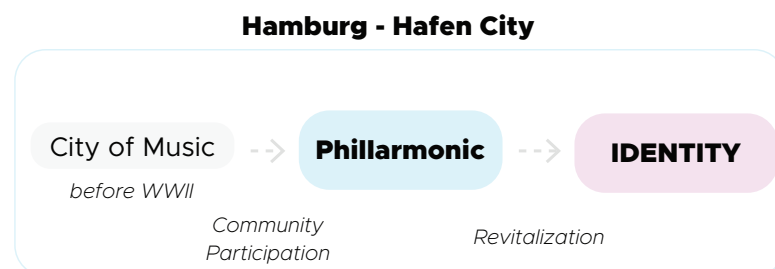 Hamburg - Hafen City
City of Music
before WWII
Community
Participation
Phillarmonic
Revitalization
IDENTITY